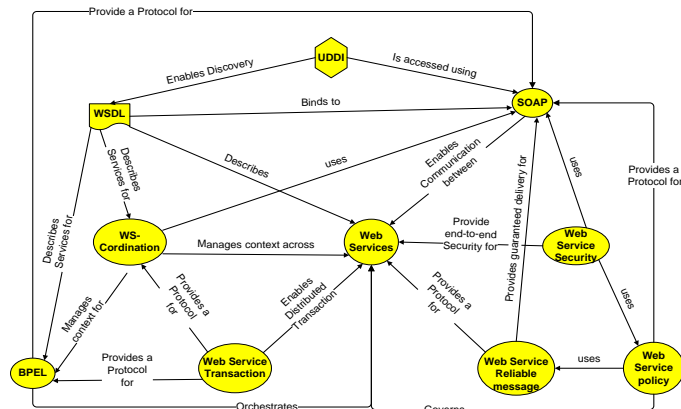 Provide a Protocol for
UDDI
Enables Discovery
Is accessed using
WSDL
Binds to
SOAP
Describes
Services for
Describes
uses
Enables
Communication
between
uses
Provides a
Protocol for
Describes
Services for
WS-
Cordination
Manages context across
Web
Services
Provide
end-to-end
Security for
Provides guaranteed delivery for
Web
Service
Security
Manages
context for
Provides a
Protocol
for
Enables
Distributed
Transaction
Provides a
Protocol
for
uses
BPEL
Provides a
Protocol
for
Web Service
Transaction
Web Service
Reliable
message
uses
Web
Service
policy
Orchestrates
Governs